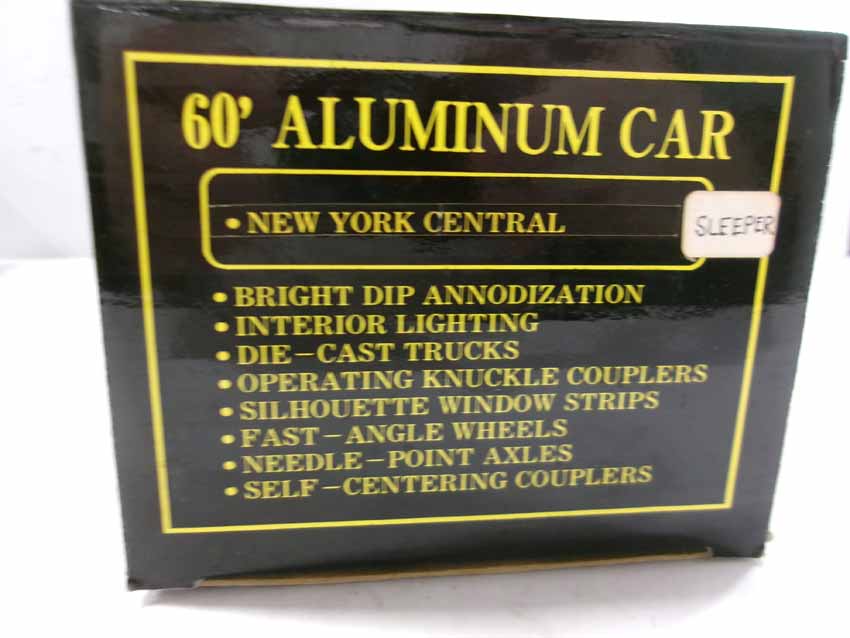 60' ALUMINUM CAR
• NEW YORK CENTRAL SLEEPER
• BRIGHT DIP ANNODIZATION
• INTERIOR LIGHTING
• DIE-CAST TRUCKS
• OPERATING KNUCKLE COUPLERS
• SILHOUETTE WINDOW STRIPS
• FAST-ANGLE WHEELS
• NEEDLE-POINT AXLES
• SELF-CENTERING COUPLERS